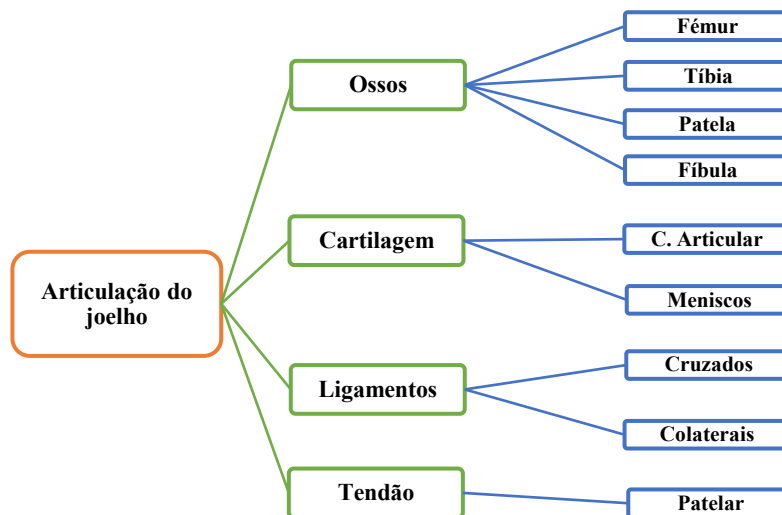 Articulação do
joelho
Ossos
Fémur
Tíbia
Patela
Fíbula
Cartilagem
C. Articular
Meniscos
Ligamentos
Cruzados
Colaterais
Tendão
Patelar